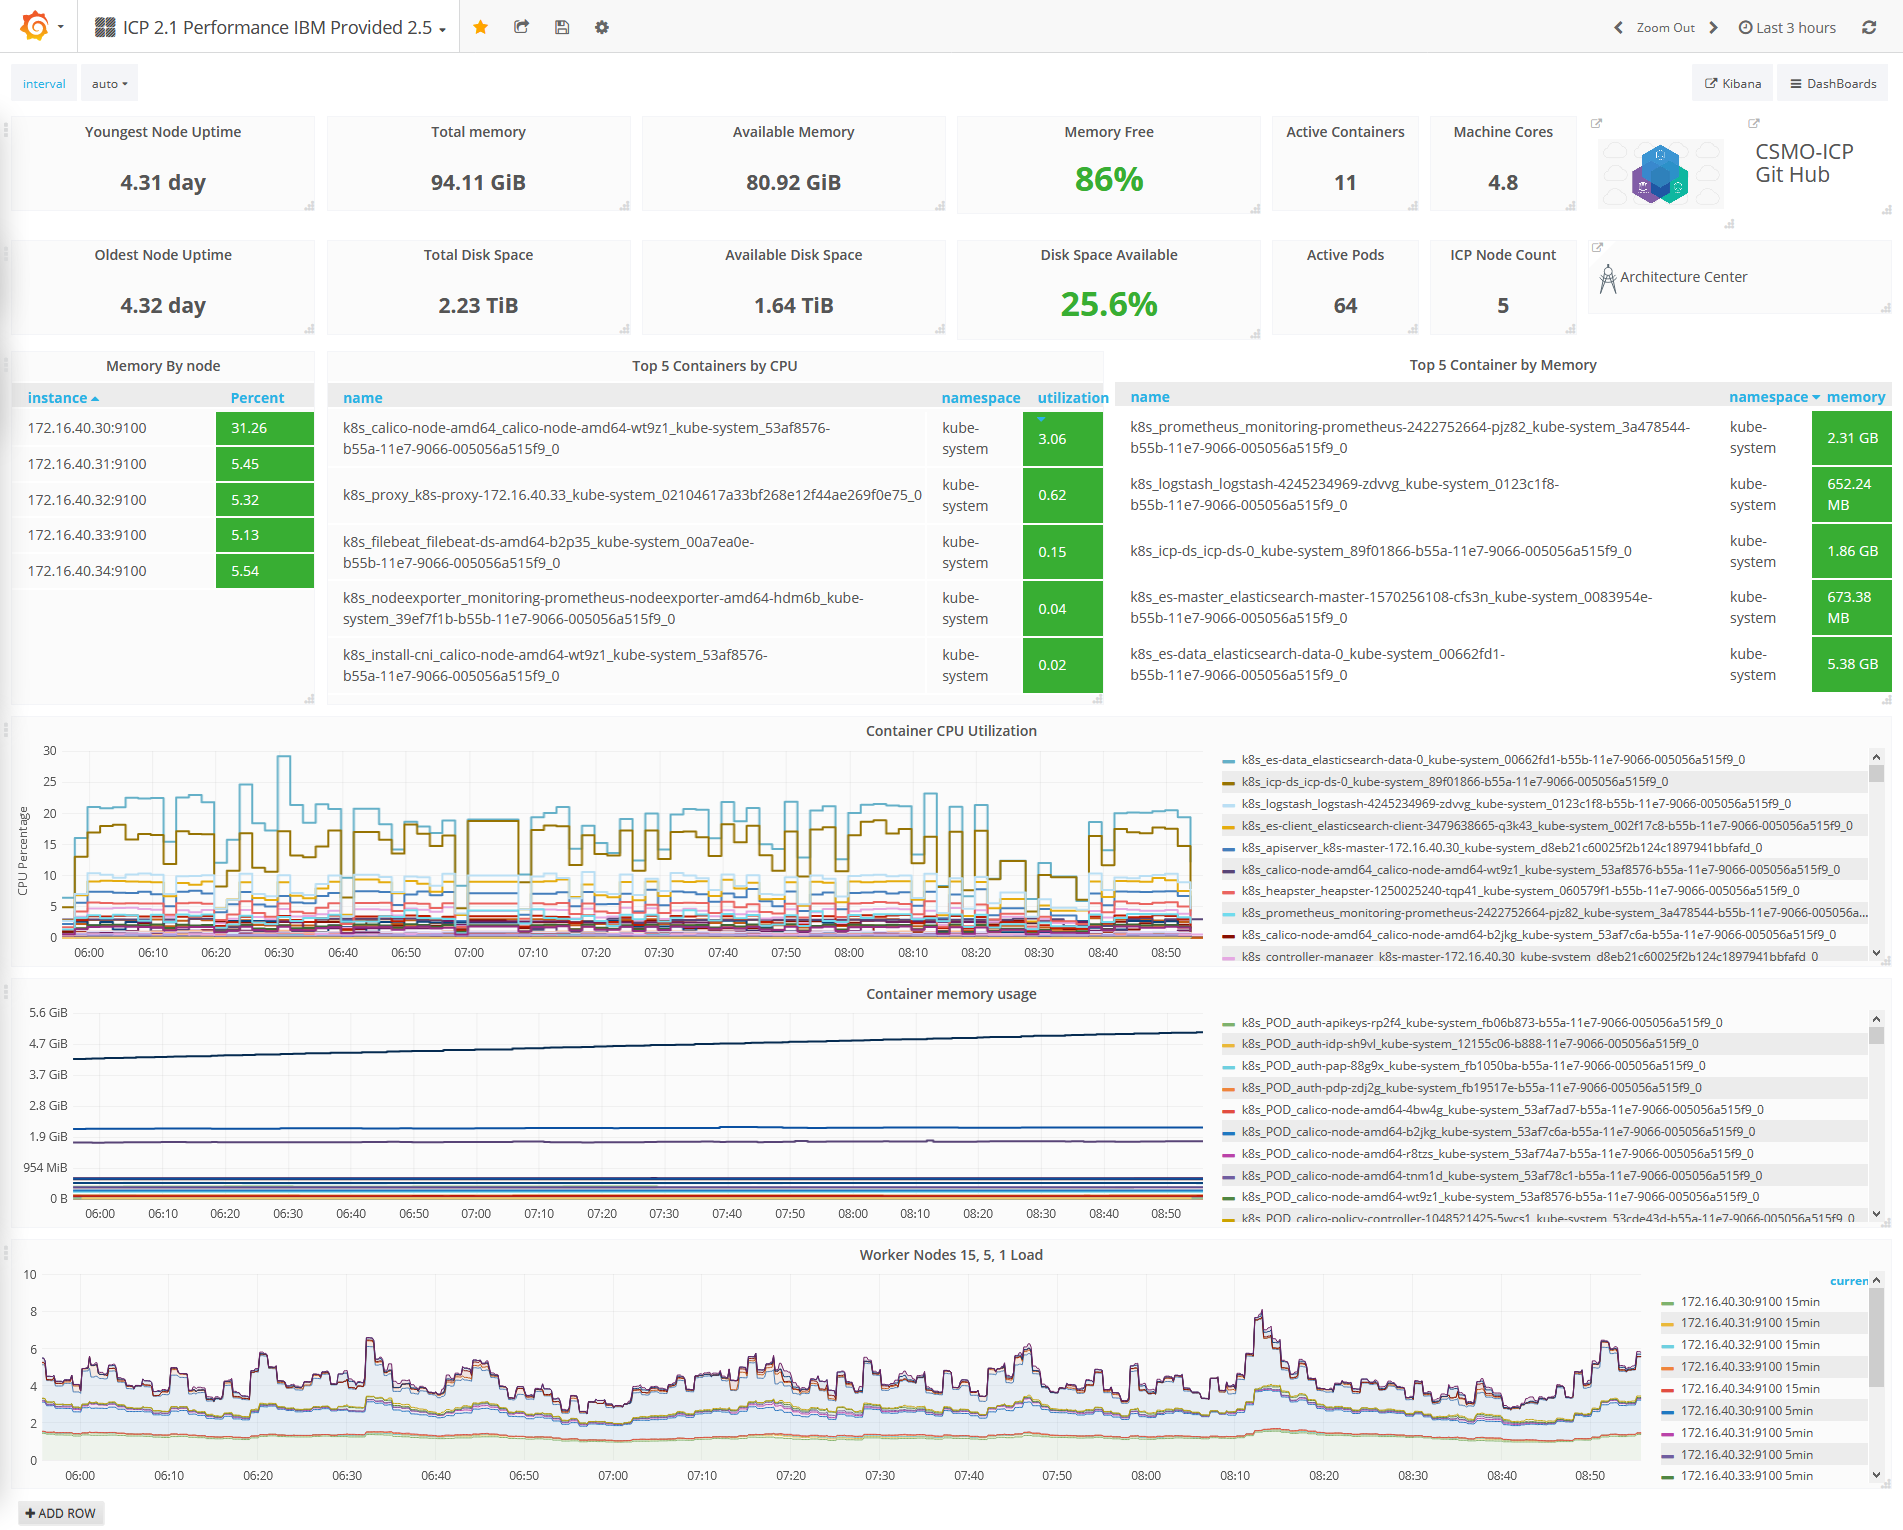 ICP 2.1 Performance IBM Provided 2.5
Zoom Out
Last 3 hours
interval
auto
Kibana
DashBoards
Youngest Node Uptime
4.31 day
Total memory
94.11 GiB
Available Memory
80.92 GiB
Memory Free
86%
Active Containers
11
Machine Cores
4.8
CSMO-ICP
Git Hub
Oldest Node Uptime
4.32 day
Total Disk Space
2.23 TiB
Available Disk Space
1.64 TiB
Disk Space Available
25.6%
Active Pods
64
ICP Node Count
5
Architecture Center
Memory By node
instance Percent
172.16.40.30:9100 31.26
172.16.40.31:9100 5.45
172.16.40.32:9100 5.32
172.16.40.33:9100 5.13
172.16.40.34:9100 5.54
Top 5 Containers by CPU
name namespace utilization
k8s_calico-node-amd64_calico-node-amd64-wt9z1_kube-system_53af8576-
b55a-11e7-9066-005056a515f9_0
kube-
system
3.06
k8s_proxy_k8s-proxy-172.16.40.33_kube-system_02104617a33bf268e12f44ae269f0e75_0
kube-
system
0.62
k8s_filebeat_filebeat-ds-amd64-b2p35_kube-system_00a7ea0e-
b55b-11e7-9066-005056a515f9_0
kube-
system
0.15
k8s_nodeexporter_monitoring-prometheus-nodeexporter-amd64-hdm6b_kube-
system_39ef7f1b-b55b-11e7-9066-005056a515f9_0
kube-
system
0.04
k8s_install-cni_calico-node-amd64-wt9z1_kube-system_53af8576-
b55a-11e7-9066-005056a515f9_0
kube-
system
0.02
Top 5 Container by Memory
name namespace memory
k8s_prometheus_monitoring-prometheus-2422752664-pjz82_kube-system_3a478544-
b55b-11e7-9066-005056a515f9_0
kube-
system
2.31 GB
k8s_logstash_logstash-4245234969-zdvvg_kube-system_0123c1f8-
b55b-11e7-9066-005056a515f9_0
kube-
system
652.24
MB
k8s_icp-ds_icp-ds-0_kube-system_89f01866-b55a-11e7-9066-005056a515f9_0
kube-
system
1.86 GB
k8s_es-master_elasticsearch-master-1570256108-cfs3n_kube-system_0083954e-
b55b-11e7-9066-005056a515f9_0
kube-
system
673.38
MB
k8s_es-data_elasticsearch-data-0_kube-system_00662fd1-
b55b-11e7-9066-005056a515f9_0
kube-
system
5.38 GB
Container CPU Utilization
CPU Percentage
30
25
20
15
10
5
0
06:00 06:10 06:20 06:30 06:40 06:50 07:00 07:10 07:20 07:30 07:40 07:50 08:00 08:10 08:20 08:30 08:40 08:50
k8s_es-data_elasticsearch-data-0_kube-system_00662fd1-b55b-11e7-9066-005056a515f9_0
k8s_icp-ds_icp-ds-0_kube-system_89f01866-b55a-11e7-9066-005056a515f9_0
k8s_logstash_logstash-4245234969-zdvvg_kube-system_0123c1f8-b55b-11e7-9066-005056a515f9_0
k8s_es-client_elasticsearch-client-3479638665-q3k43_kube-system_002f17c8-b55b-11e7-9066-005056a515f9_0
k8s_apiserver_k8s-master-172.16.40.30_kube-system_d8eb21c60025f2b124c1897941bbfafd_0
k8s_calico-node-amd64_calico-node-amd64-wt9z1_kube-system_53af8576-b55a-11e7-9066-005056a515f9_0
k8s_heapster_heapster-1250025240-tqp41_kube-system_060579f1-b55b-11e7-9066-005056a515f9_0
k8s_prometheus_monitoring-prometheus-2422752664-pjz82_kube-system_3a478544-b55b-11e7-9066-005056a...
k8s_calico-node-amd64_calico-node-amd64-b2jkg_kube-system_53af7c6a-b55a-11e7-9066-005056a515f9_0
k8s_controller-manager_k8s-master-172.16.40.30_kube-system_d8eb21c60025f2b124c1897941bbfafd_0
Container memory usage
5.6 GiB
4.7 GiB
3.7 GiB
2.8 GiB
1.9 GiB
954 MiB
0 B
06:00 06:10 06:20 06:30 06:40 06:50 07:00 07:10 07:20 07:30 07:40 07:50 08:00 08:10 08:20 08:30 08:40 08:50
k8s_POD_auth-apikeys-rp2f4_kube-system_fb06b873-b55a-11e7-9066-005056a515f9_0
k8s_POD_auth-idp-sh9vl_kube-system_12155c06-b888-11e7-9066-005056a515f9_0
k8s_POD_auth-pap-88g9x_kube-system_fb1050ba-b55a-11e7-9066-005056a515f9_0
k8s_POD_auth-pdp-zdj2g_kube-system_fb19517e-b55a-11e7-9066-005056a515f9_0
k8s_POD_calico-node-amd64-4bw4g_kube-system_53af7ad7-b55a-11e7-9066-005056a515f9_0
k8s_POD_calico-node-amd64-b2jkg_kube-system_53af7c6a-b55a-11e7-9066-005056a515f9_0
k8s_POD_calico-node-amd64-r8tzs_kube-system_53af74a7-b55a-11e7-9066-005056a515f9_0
k8s_POD_calico-node-amd64-tnm1d_kube-system_53af78c1-b55a-11e7-9066-005056a515f9_0
k8s_POD_calico-node-amd64-wt9z1_kube-system_53af8576-b55a-11e7-9066-005056a515f9_0
k8s_POD_calico-policy-controller-1048521425-5wcs1_kube-system_53cde43d-b55a-11e7-9066-005056a515f9_0
Worker Nodes 15, 5, 1 Load
10
8
6
4
2
0
06:00 06:10 06:20 06:30 06:40 06:50 07:00 07:10 07:20 07:30 07:40 07:50 08:00 08:10 08:20 08:30 08:40 08:50
curren
172.16.40.30:9100 15min
172.16.40.31:9100 15min
172.16.40.32:9100 15min
172.16.40.33:9100 15min
172.16.40.34:9100 15min
172.16.40.30:9100 5min
172.16.40.31:9100 5min
172.16.40.32:9100 5min
172.16.40.33:9100 5min
ADD ROW